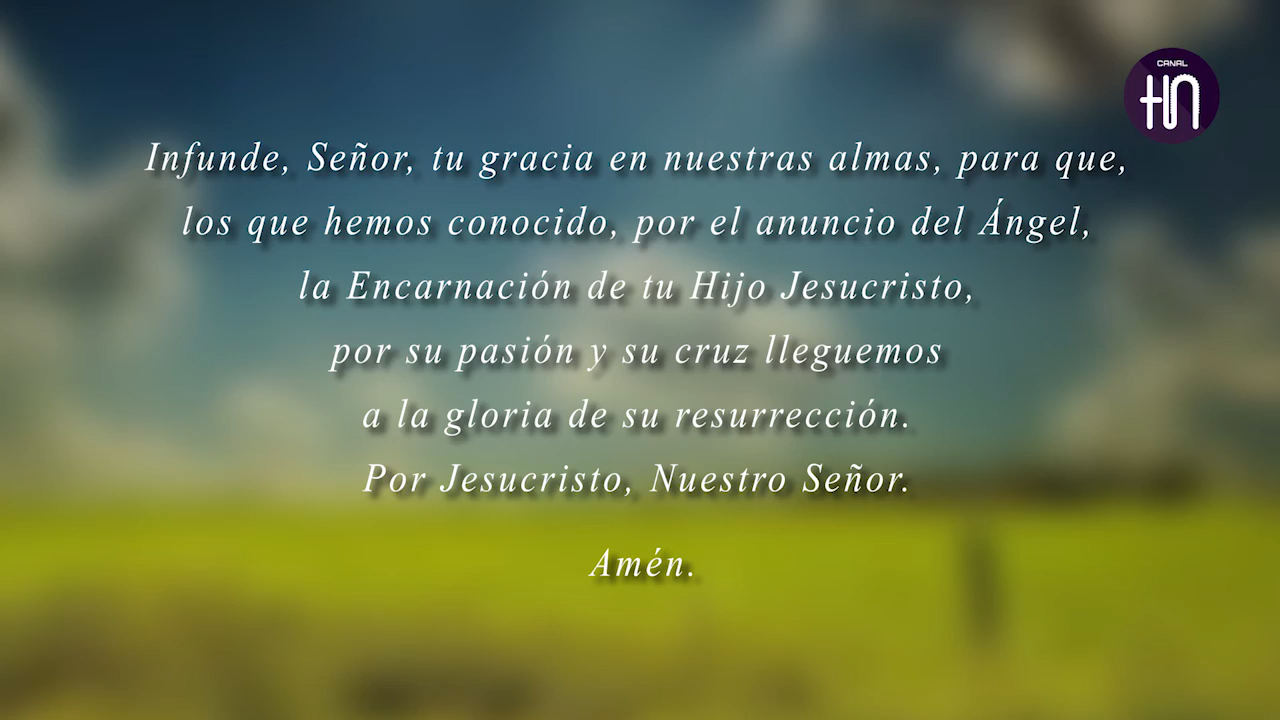 CANAL
HN
Infunde, Señor, tu gracia en nuestras almas, para que,
los que hemos conocido, por el anuncio del Ángel,
la Encarnación de tu Hijo Jesucristo,
por su pasión y su cruz lleguemos
a la gloria de su resurrección.
Por Jesucristo, Nuestro Señor.
Amén.